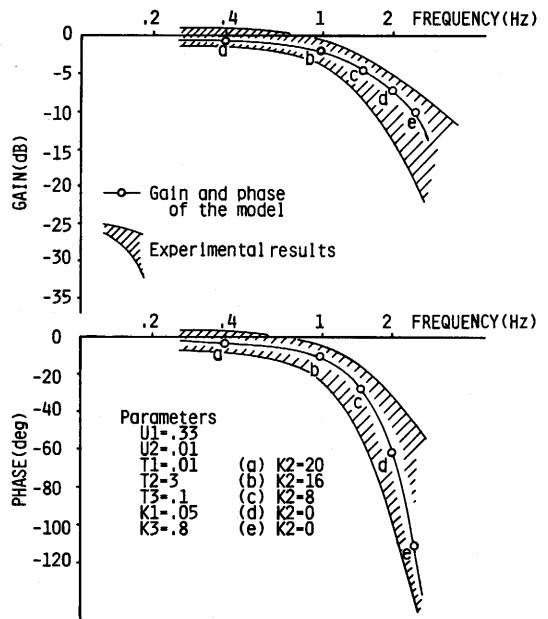 .2 .4 1 2 FREQUENCY(Hz)
0
-5
-10
-15
-20
-25
-30
-35
GAIN(dB)
a
b
c
d
e
Gain and phase
of the model
Experimental results
.2 .4 1 2 FREQUENCY(Hz)
0
-20
-40
-60
-80
-100
-120
PHASE(deg)
a
b
c
d
e
Parameters
U1=.33
U2=.01
T1=.01 (a) K2=20
T2=3 (b) K2=16
T3=.1 (c) K2=8
K1=.05 (d) K2=0
K3=.8 (e) K2=0